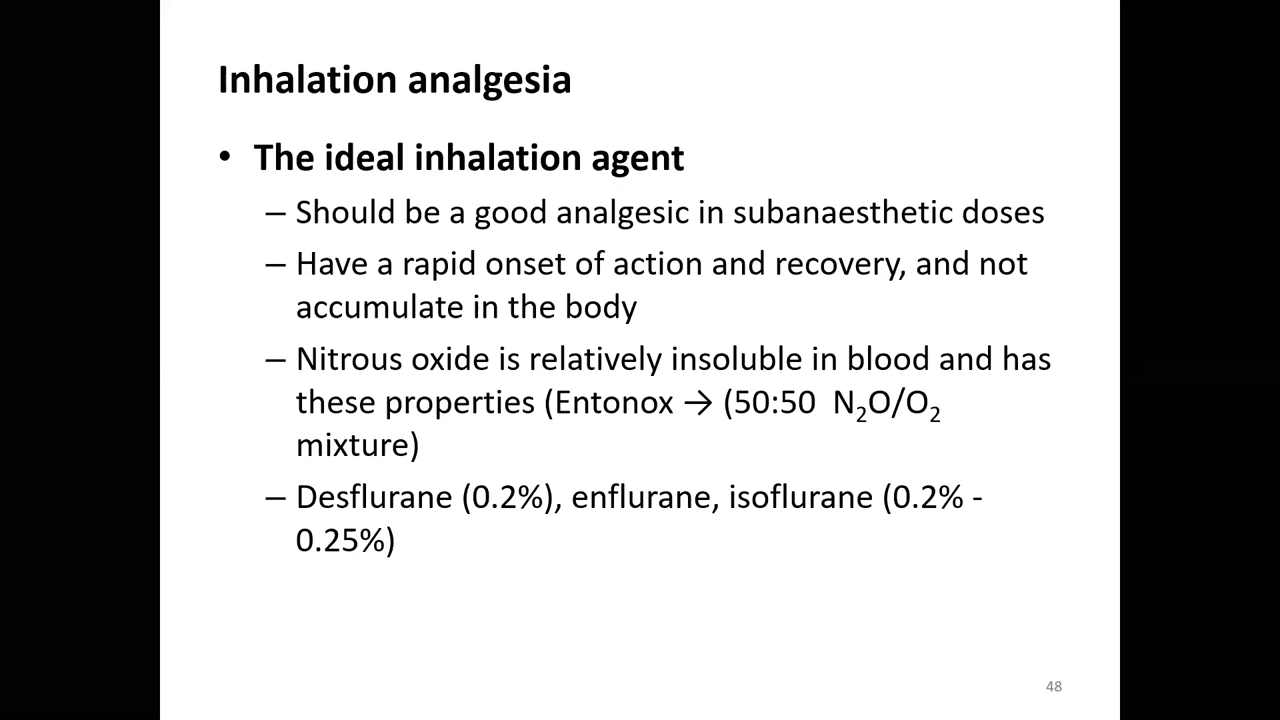 Inhalation analgesia
• The ideal inhalation agent
– Should be a good analgesic in subanaesthetic doses
– Have a rapid onset of action and recovery, and not
accumulate in the body
– Nitrous oxide is relatively insoluble in blood and has
these properties (Entonox → (50:50  N₂O/O₂
mixture)
– Desflurane (0.2%), enflurane, isoflurane (0.2% -
0.25%)
48